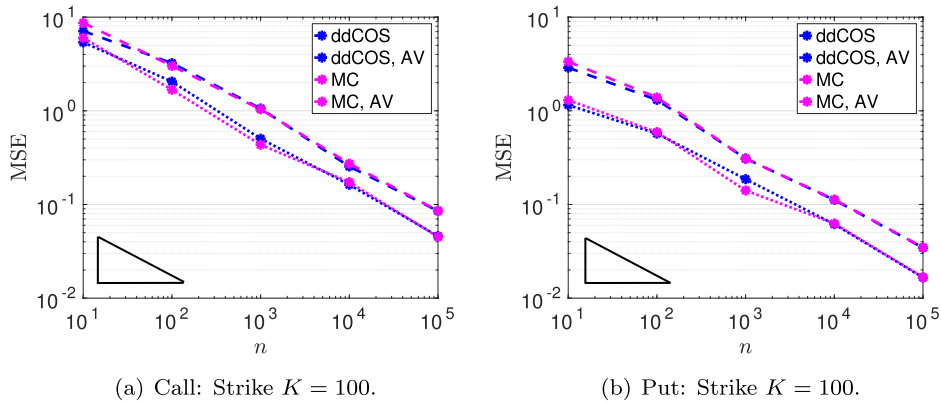 10^1
10^0
10^-1
10^-2
MSE
ddCOS
ddCOS, AV
MC
MC, AV
10^1 10^2 10^3 10^4 10^5
n
(a) Call: Strike K = 100.
10^1
10^0
10^-1
10^-2
MSE
ddCOS
ddCOS, AV
MC
MC, AV
10^1 10^2 10^3 10^4 10^5
n
(b) Put: Strike K = 100.